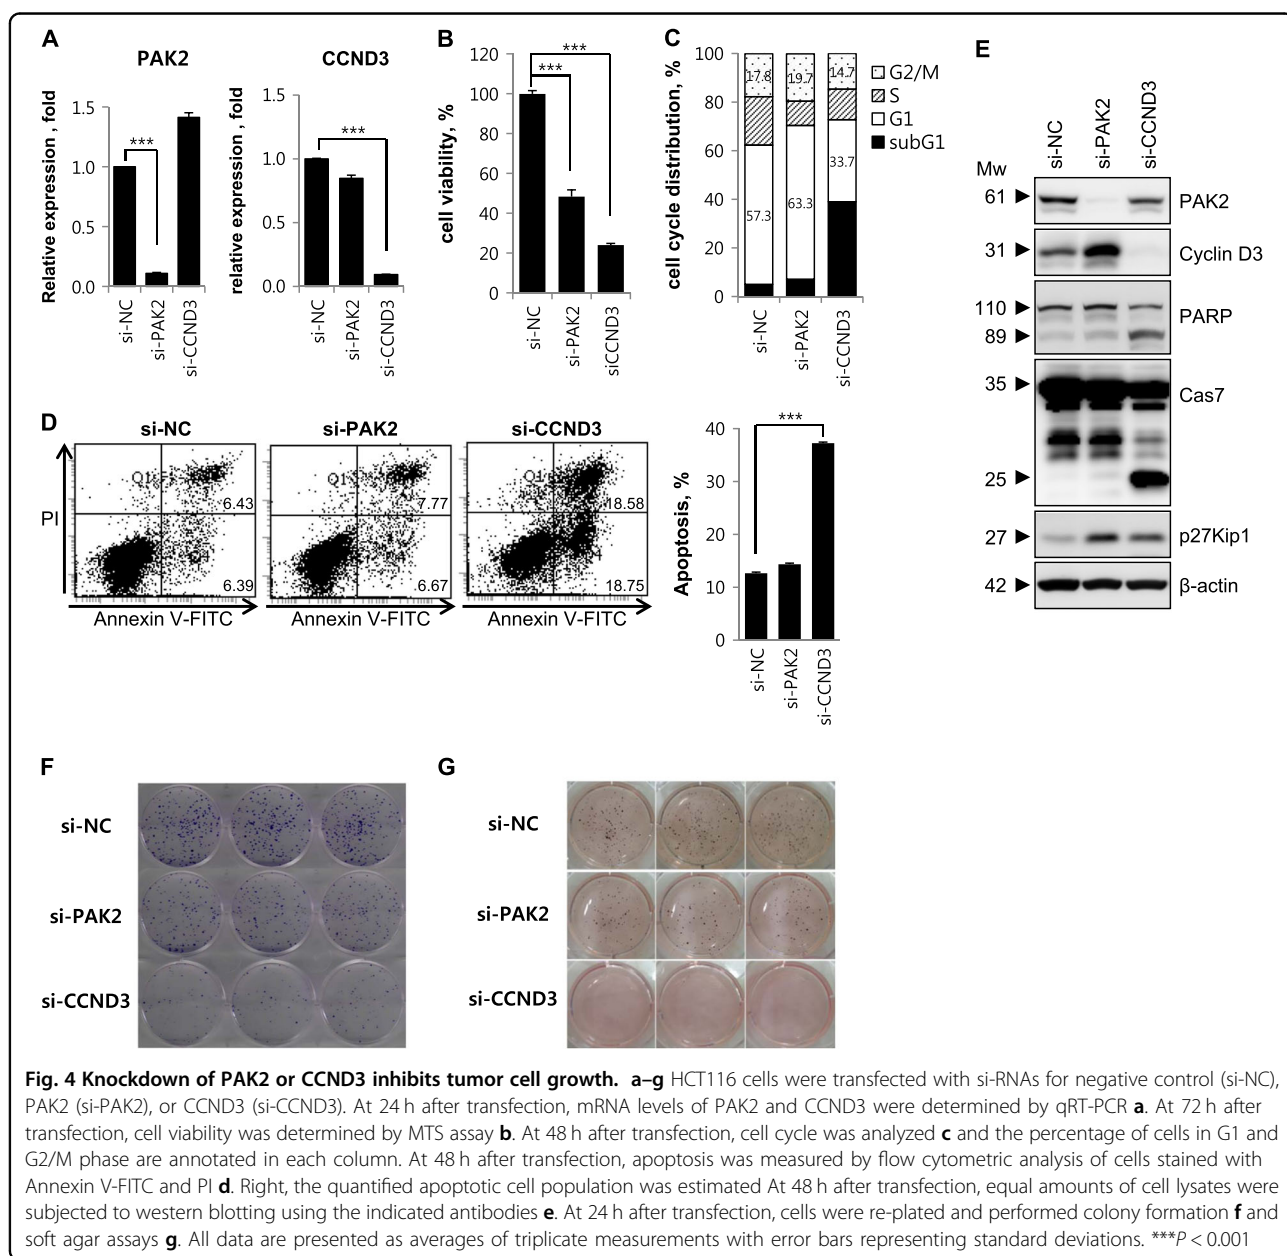 A
PAK2
CCND3
Relative expression , fold
1.5
1.0
0.5
0.0
***
si-NC
si-PAK2
si-CCND3
relative expression , fold
1.5
1.0
0.5
0.0
***
si-NC
si-PAK2
si-CCND3
B
cell viability, %
120
100
80
60
40
20
0
***
***
si-NC
si-PAK2
siCCND3
C
cell cycle distribution, %
100
80
60
40
20
0
17.8
19.7
14.7
57.3
63.3
33.7
G2/M
S
G1
subG1
si-NC
si-PAK2
si-CCND3
D
si-NC
si-PAK2
si-CCND3
PI
Q1
6.43
6.39
Q1
7.77
6.67
Q1
18.58
18.75
Annexin V-FITC
Annexin V-FITC
Annexin V-FITC
Apoptosis, %
40
30
20
10
0
***
si-NC
si-PAK2
si-CCND3
E
si-NC
si-PAK2
si-CCND3
Mw
61
PAK2
31
Cyclin D3
110
PARP
89
35
Cas7
25
27
p27Kip1
42
β-actin
F
si-NC
si-PAK2
si-CCND3
G
si-NC
si-PAK2
si-CCND3
Fig. 4 Knockdown of PAK2 or CCND3 inhibits tumor cell growth. a–g HCT116 cells were transfected with si-RNAs for negative control (si-NC),
PAK2 (si-PAK2), or CCND3 (si-CCND3). At 24 h after transfection, mRNA levels of PAK2 and CCND3 were determined by qRT-PCR a. At 72 h after
transfection, cell viability was determined by MTS assay b. At 48 h after transfection, cell cycle was analyzed c and the percentage of cells in G1 and
G2/M phase are annotated in each column. At 48 h after transfection, apoptosis was measured by flow cytometric analysis of cells stained with
Annexin V-FITC and PI d. Right, the quantified apoptotic cell population was estimated At 48 h after transfection, equal amounts of cell lysates were
subjected to western blotting using the indicated antibodies e. At 24 h after transfection, cells were re-plated and performed colony formation f and
soft agar assays g. All data are presented as averages of triplicate measurements with error bars representing standard deviations. ***P < 0.001